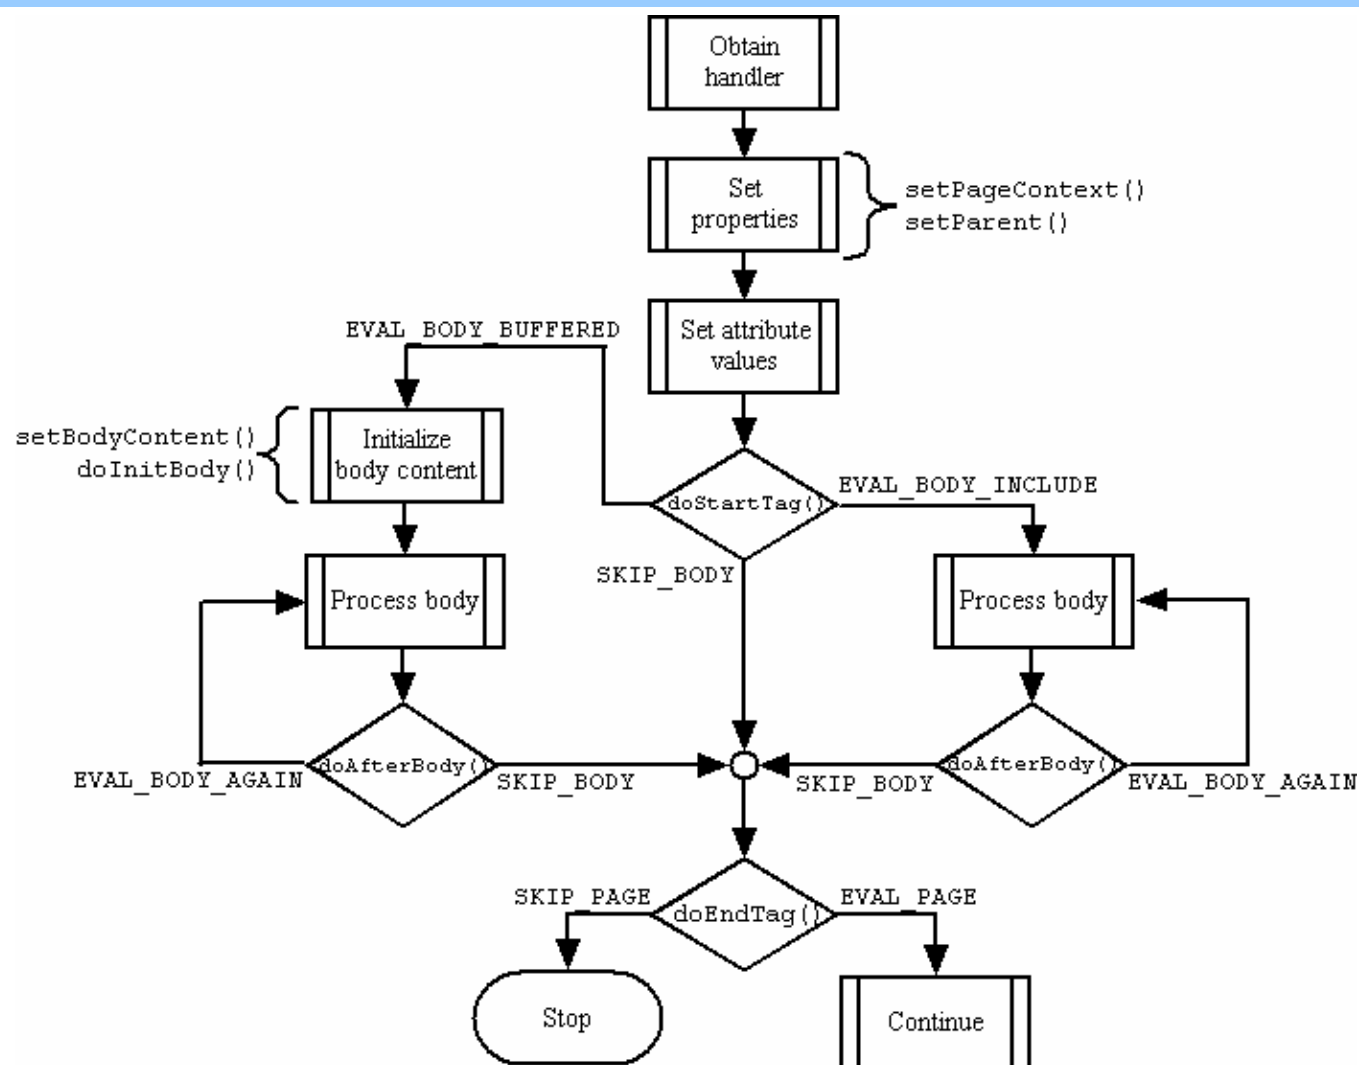 Obtain
handler
Set
properties
setPageContext()
setParent()
EVAL_BODY_BUFFERED
Set attribute
values
setBodyContent()
doInitBody()
Initialize
body content
doStartTag()
EVAL_BODY_INCLUDE
SKIP_BODY
Process body
Process body
doAfterBody()
EVAL_BODY_AGAIN
SKIP_BODY
SKIP_BODY
doAfterBody()
EVAL_BODY_AGAIN
SKIP_PAGE
doEndTag()
EVAL_PAGE
Stop
Continue